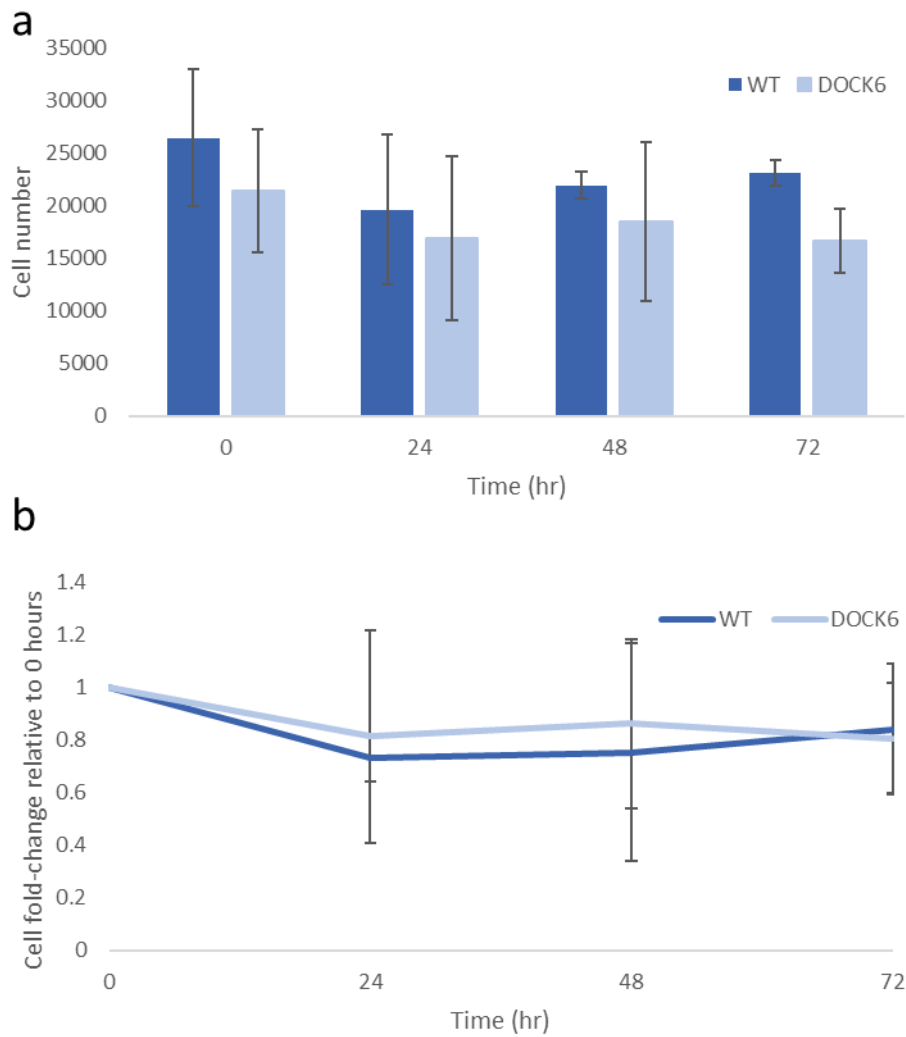 a
35000
30000
25000
20000
15000
10000
5000
0
Cell number
WT DOCK6
0 24 48 72
Time (hr)
b
1.4
1.2
1
0.8
0.6
0.4
0.2
0
Cell fold-change relative to 0 hours
WT DOCK6
0 24 48 72
Time (hr)